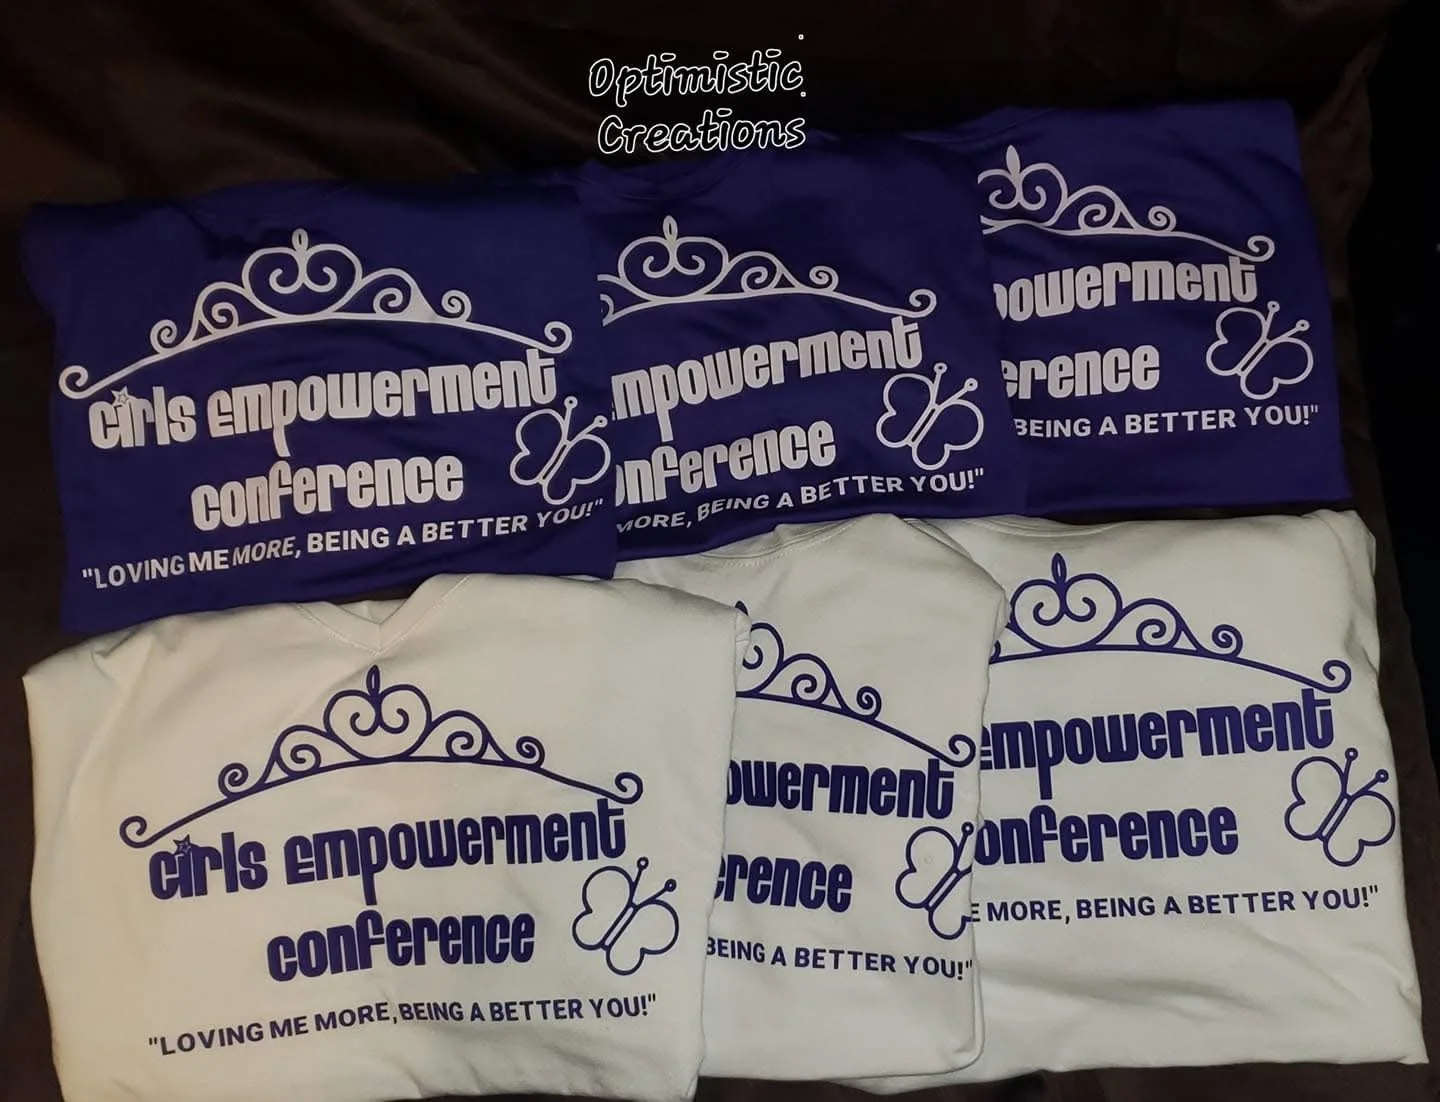 Optimistic
Creations
Girls Empowerment
conference
"LOVING ME MORE, BEING A BETTER YOU!"
mpowerment
onference
MORE, BEING A BETTER YOU!"
owerment
erence
BEING A BETTER YOU!"
Girls Empowerment
conference
"LOVING ME MORE, BEING A BETTER YOU!"
owerment
erence
BEING A BETTER YOU!"
Empowerment
onference
E MORE, BEING A BETTER YOU!"